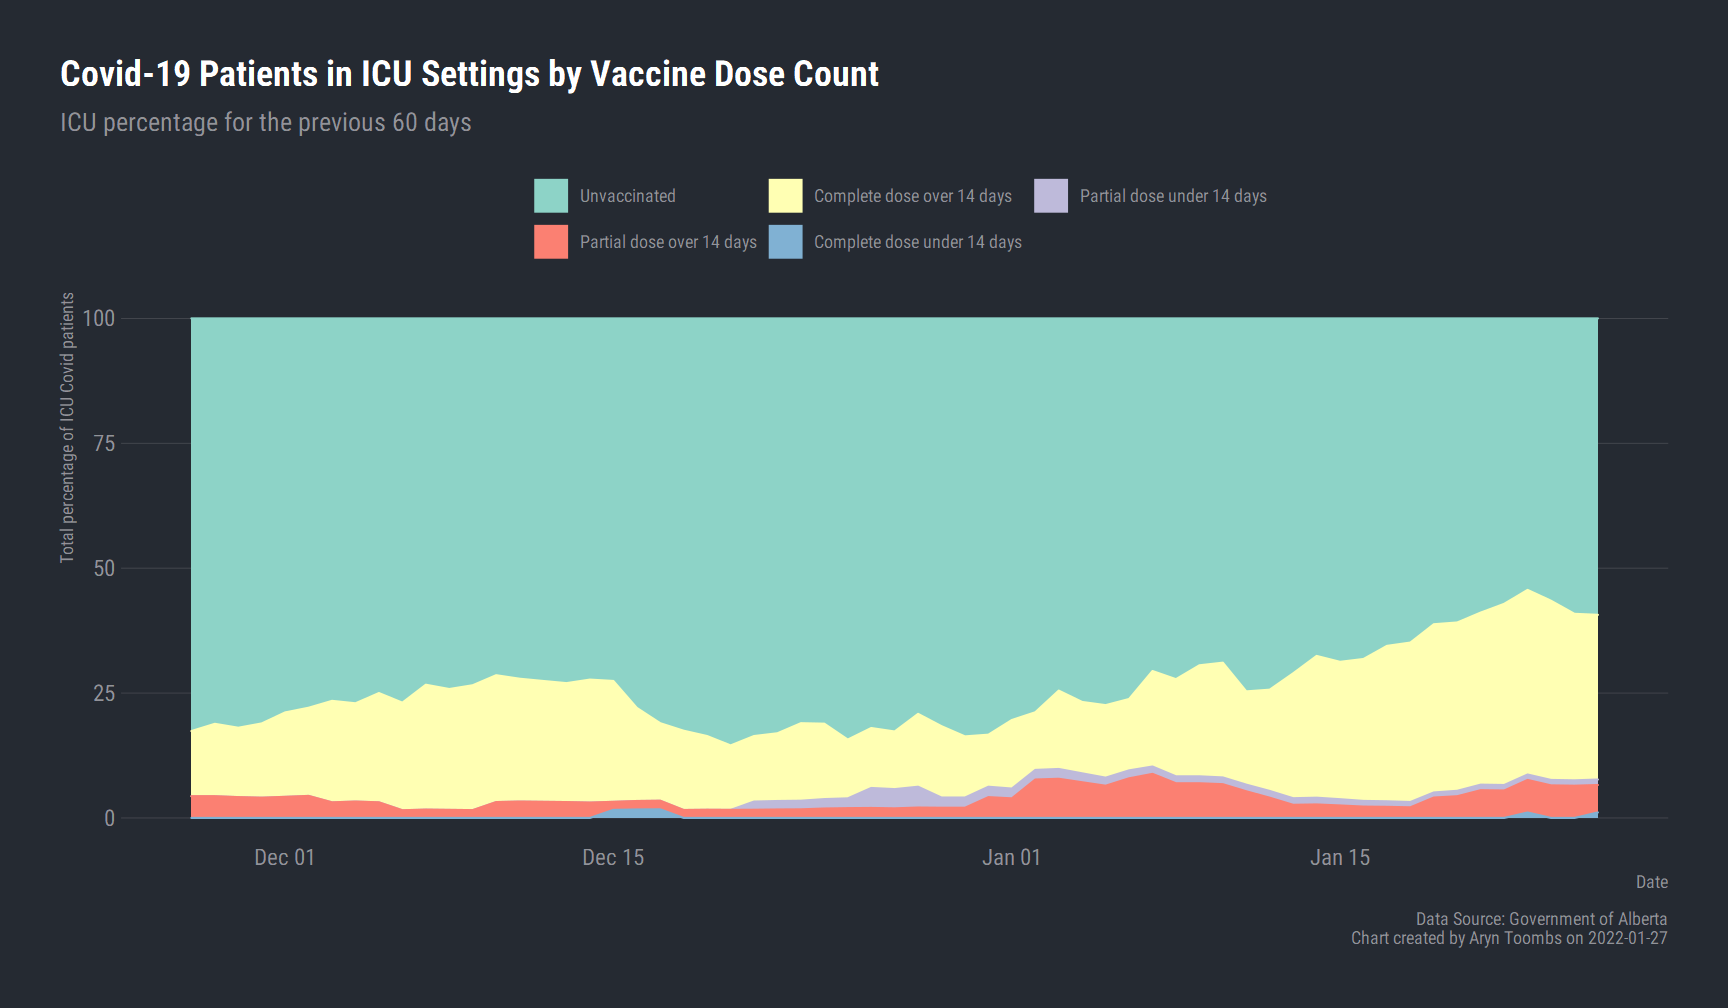 Covid-19 Patients in ICU Settings by Vaccine Dose Count
ICU percentage for the previous 60 days
Unvaccinated
Complete dose over 14 days
Partial dose under 14 days
Partial dose over 14 days
Complete dose under 14 days
Total percentage of ICU Covid patients
100
75
50
25
0
Dec 01
Dec 15
Jan 01
Jan 15
Date
Data Source: Government of Alberta
Chart created by Aryn Toombs on 2022-01-27